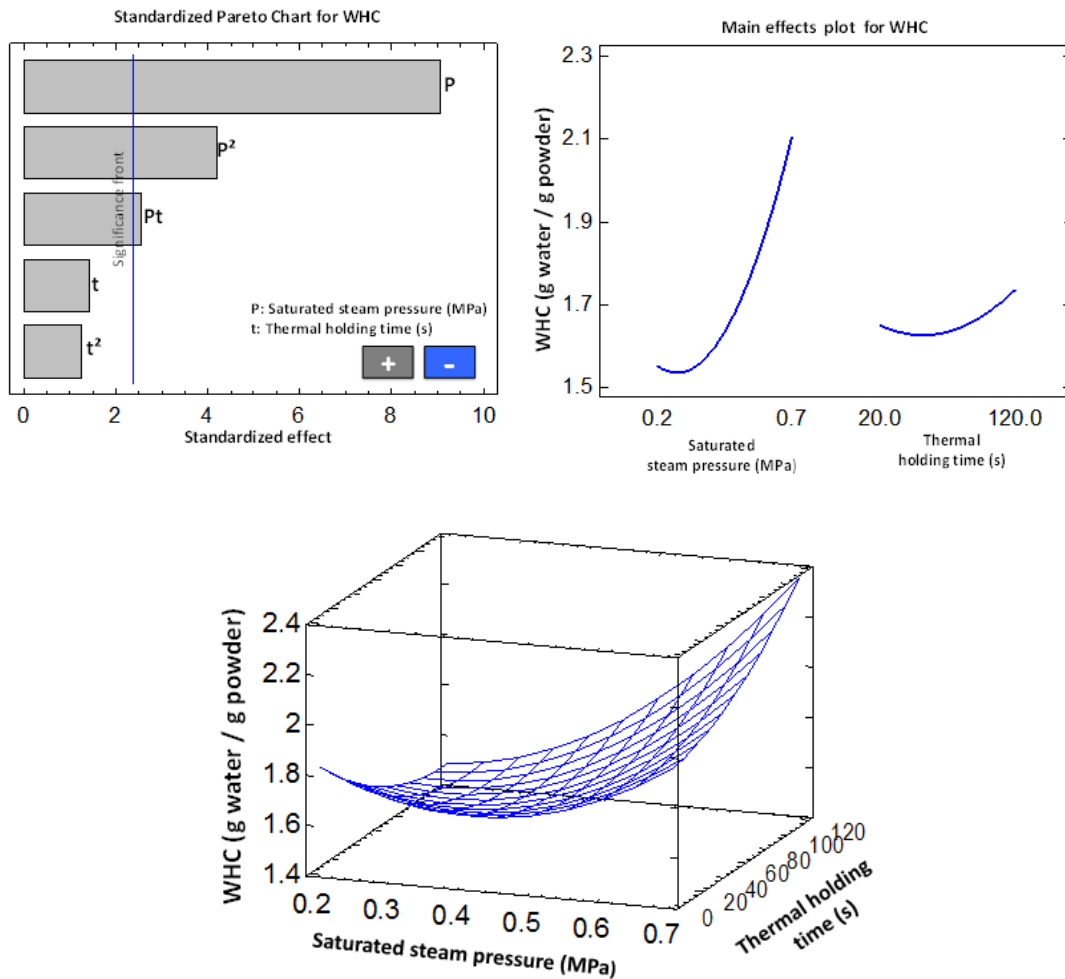 Standardized Pareto Chart for WHC
P
P²
Pt
t
t²
Significance front
P: Saturated steam pressure (MPa)
t: Thermal holding time (s)
+ -
0 2 4 6 8 10
Standardized effect
Main effects plot for WHC
WHC (g water / g powder)
2.3
2.1
1.9
1.7
1.5
0.2 0.7 20.0 120.0
Saturated
steam pressure (MPa)
Thermal
holding time (s)
WHC (g water / g powder)
2.4
2.2
2
1.8
1.6
1.4
0.2 0.3 0.4 0.5 0.6 0.7
Saturated steam pressure (MPa)
0 20 40 60 80 100 120
Thermal holding
time (s)